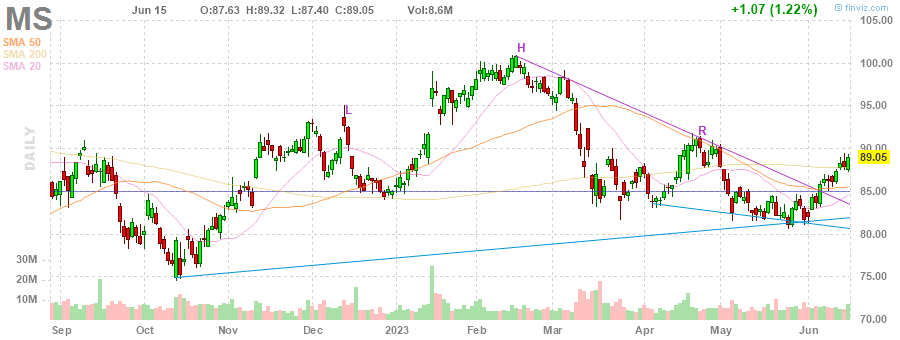 MS Jun 15 O:87.63 H:89.32 L:87.40 C:89.05 Vol:8.6M +1.07 (1.22%) © finviz.com
SMA 50
SMA 200
SMA 20
DAILY
L
H
R
105.00
100.00
95.00
90.00
89.05
85.00
80.00
75.00
70.00
30M
20M
10M
Sep Oct Nov Dec 2023 Feb Mar Apr May Jun